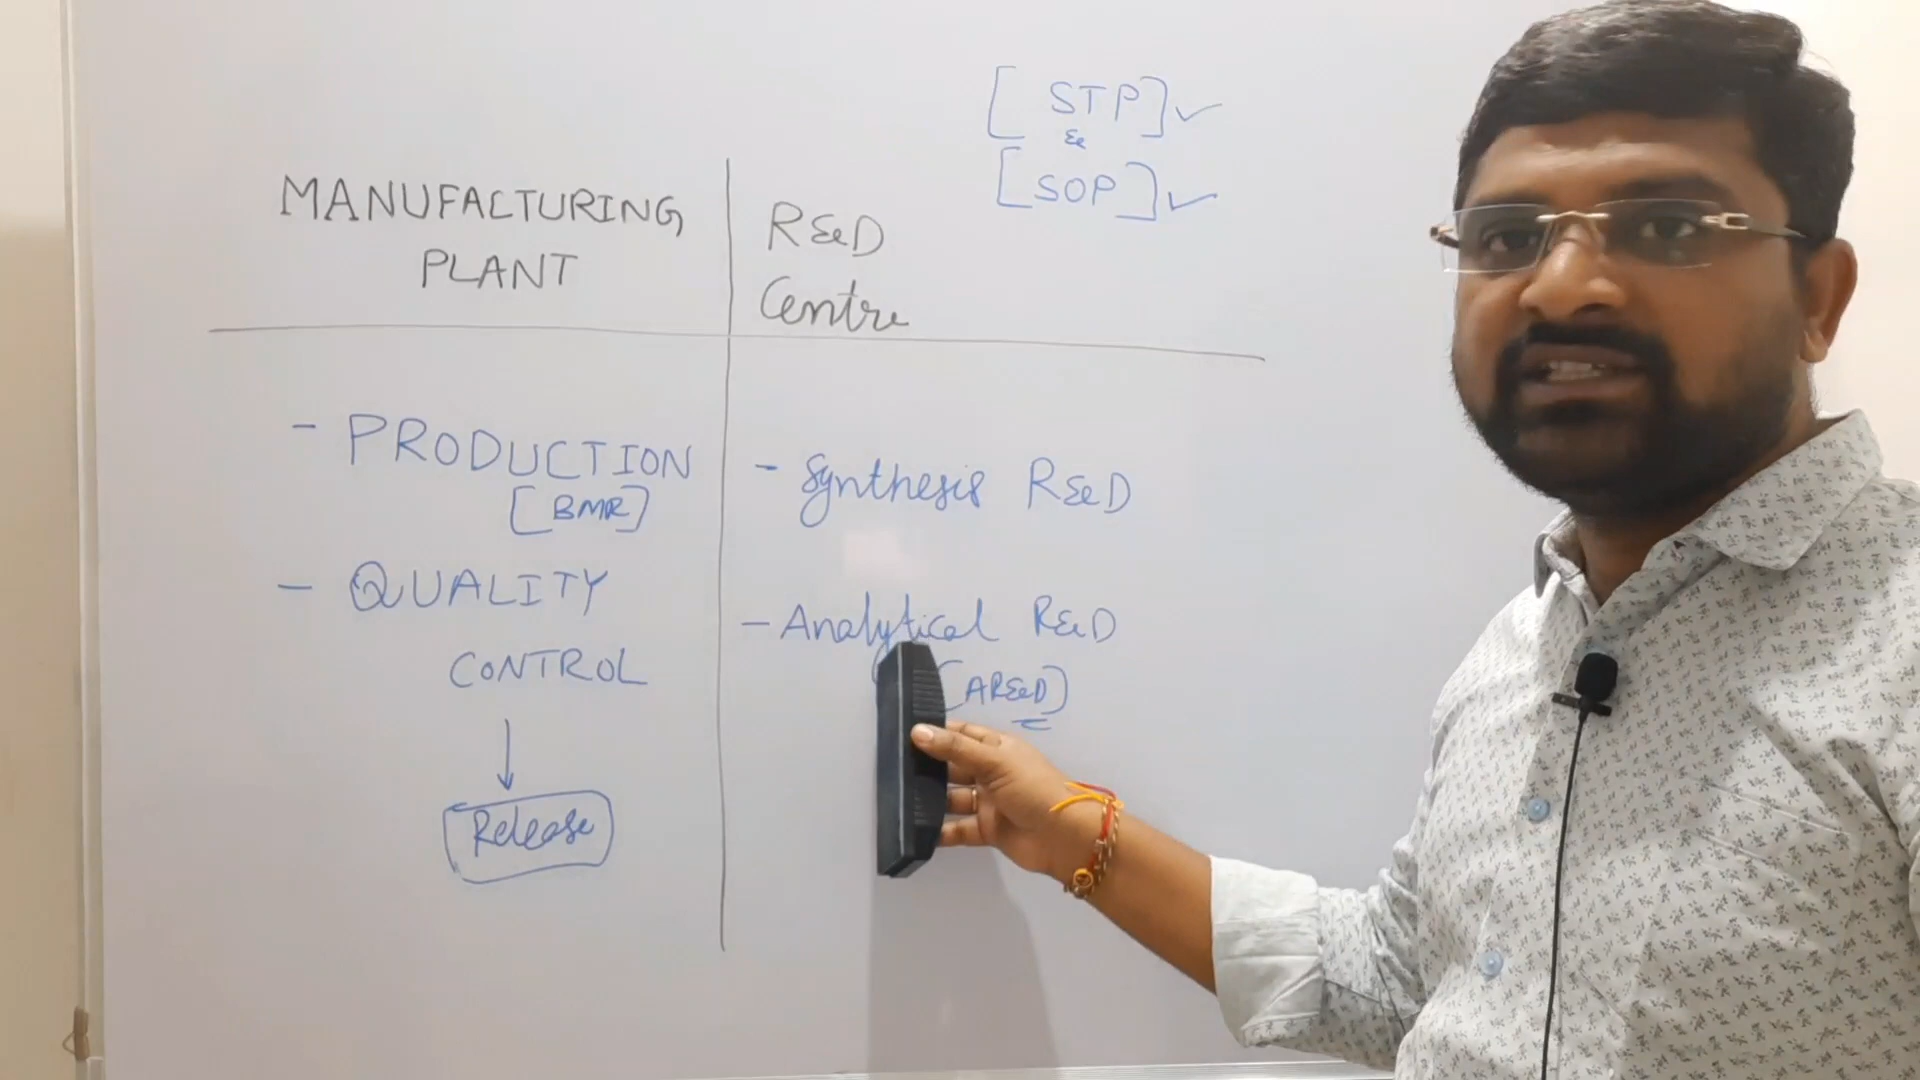 [ STP] ✓
&
[SOP] ✓
MANUFACTURING
PLANT
R&D
Centre
- PRODUCTION
[BMR]
- QUALITY
CONTROL
↓
Release
- Synthesis R&D
- Analytical R&D
[AR&D]